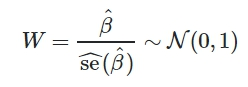 W = β̂ / ŝe(β̂) ∼ 𝒩(0,1)